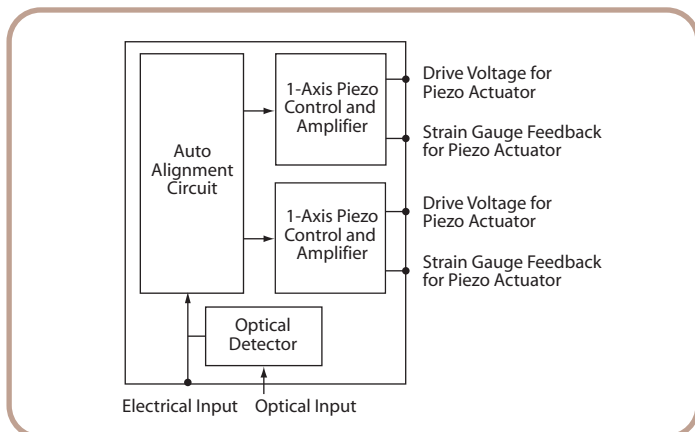 Auto
Alignment
Circuit
1-Axis Piezo
Control and
Amplifier
Drive Voltage for
Piezo Actuator
Strain Gauge Feedback
for Piezo Actuator
1-Axis Piezo
Control and
Amplifier
Drive Voltage for
Piezo Actuator
Strain Gauge Feedback
for Piezo Actuator
Optical
Detector
Electrical Input
Optical Input